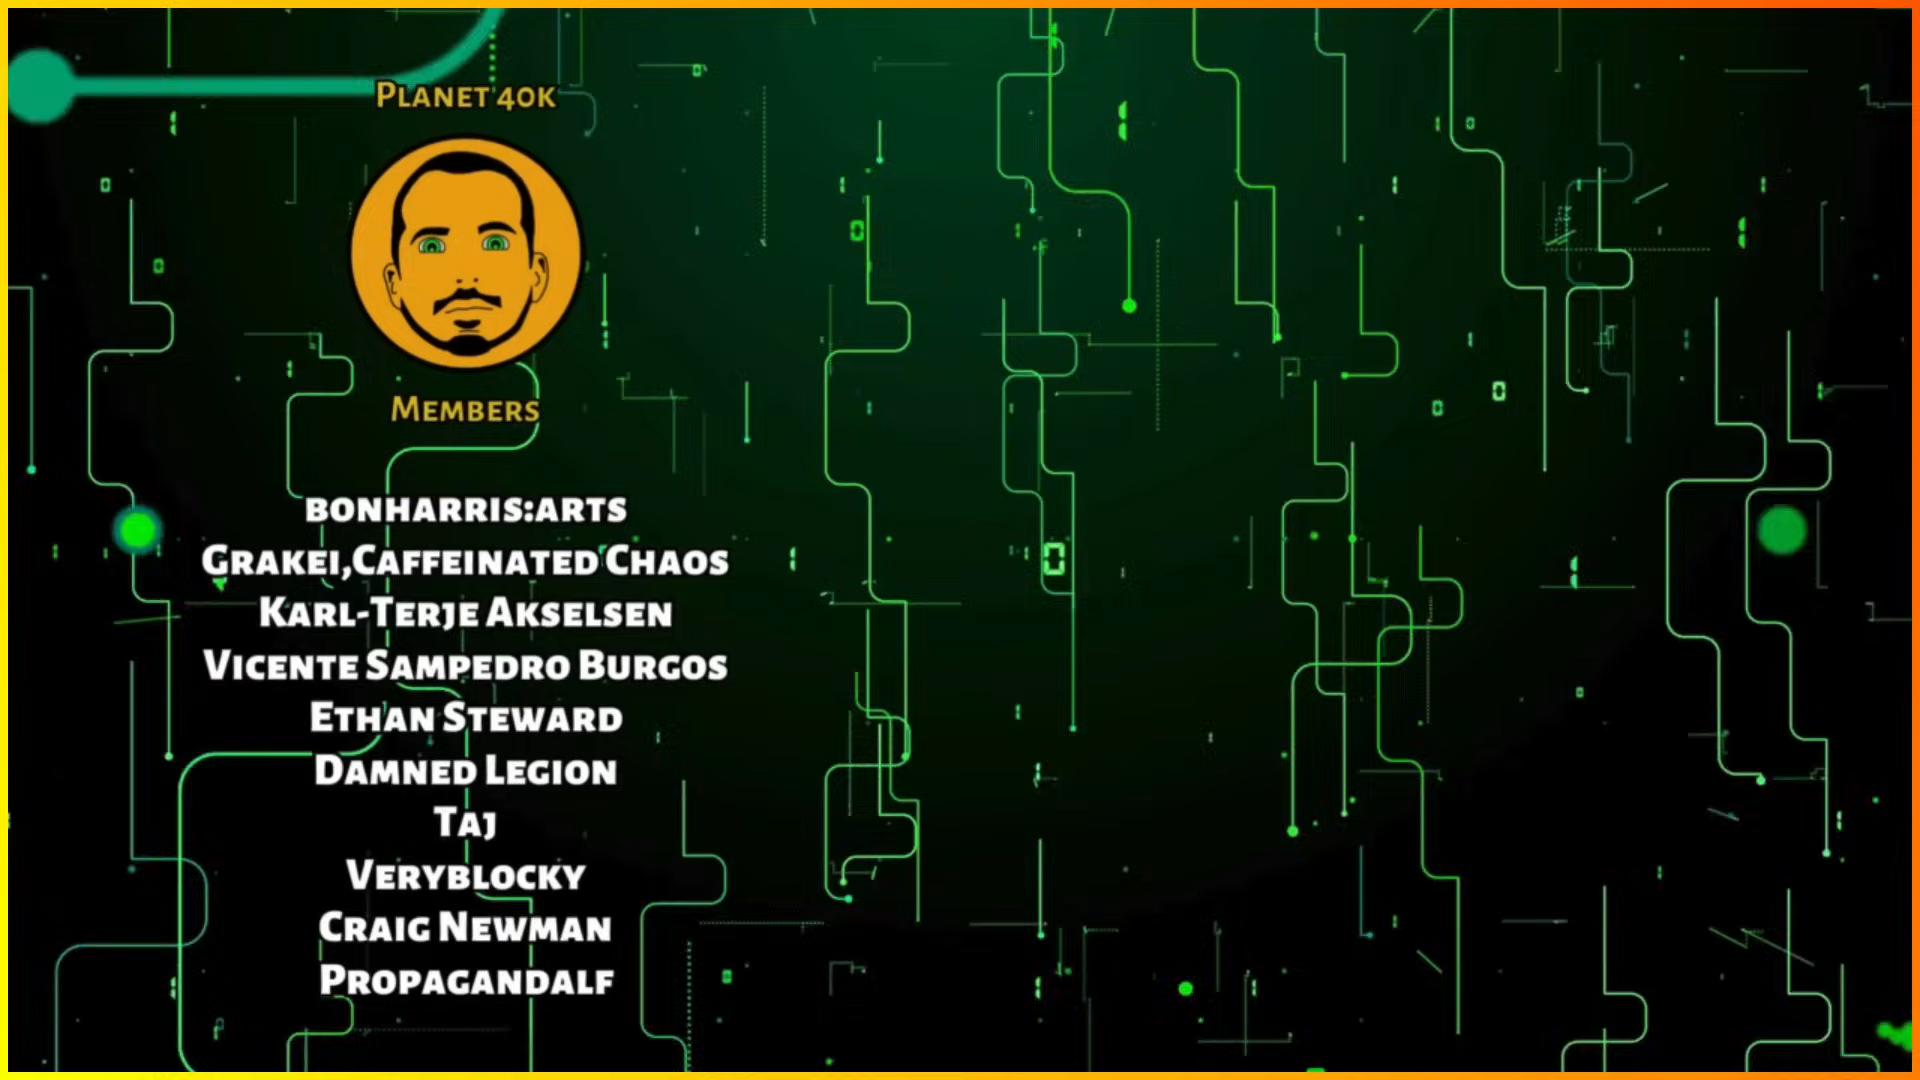 Planet 40k
Members
bonharris:arts
Grakei,Caffeinated Chaos
Karl-Terje Akselsen
Vicente Sampedro Burgos
Ethan Steward
Damned Legion
Taj
Veryblocky
Craig Newman
Propagandalf